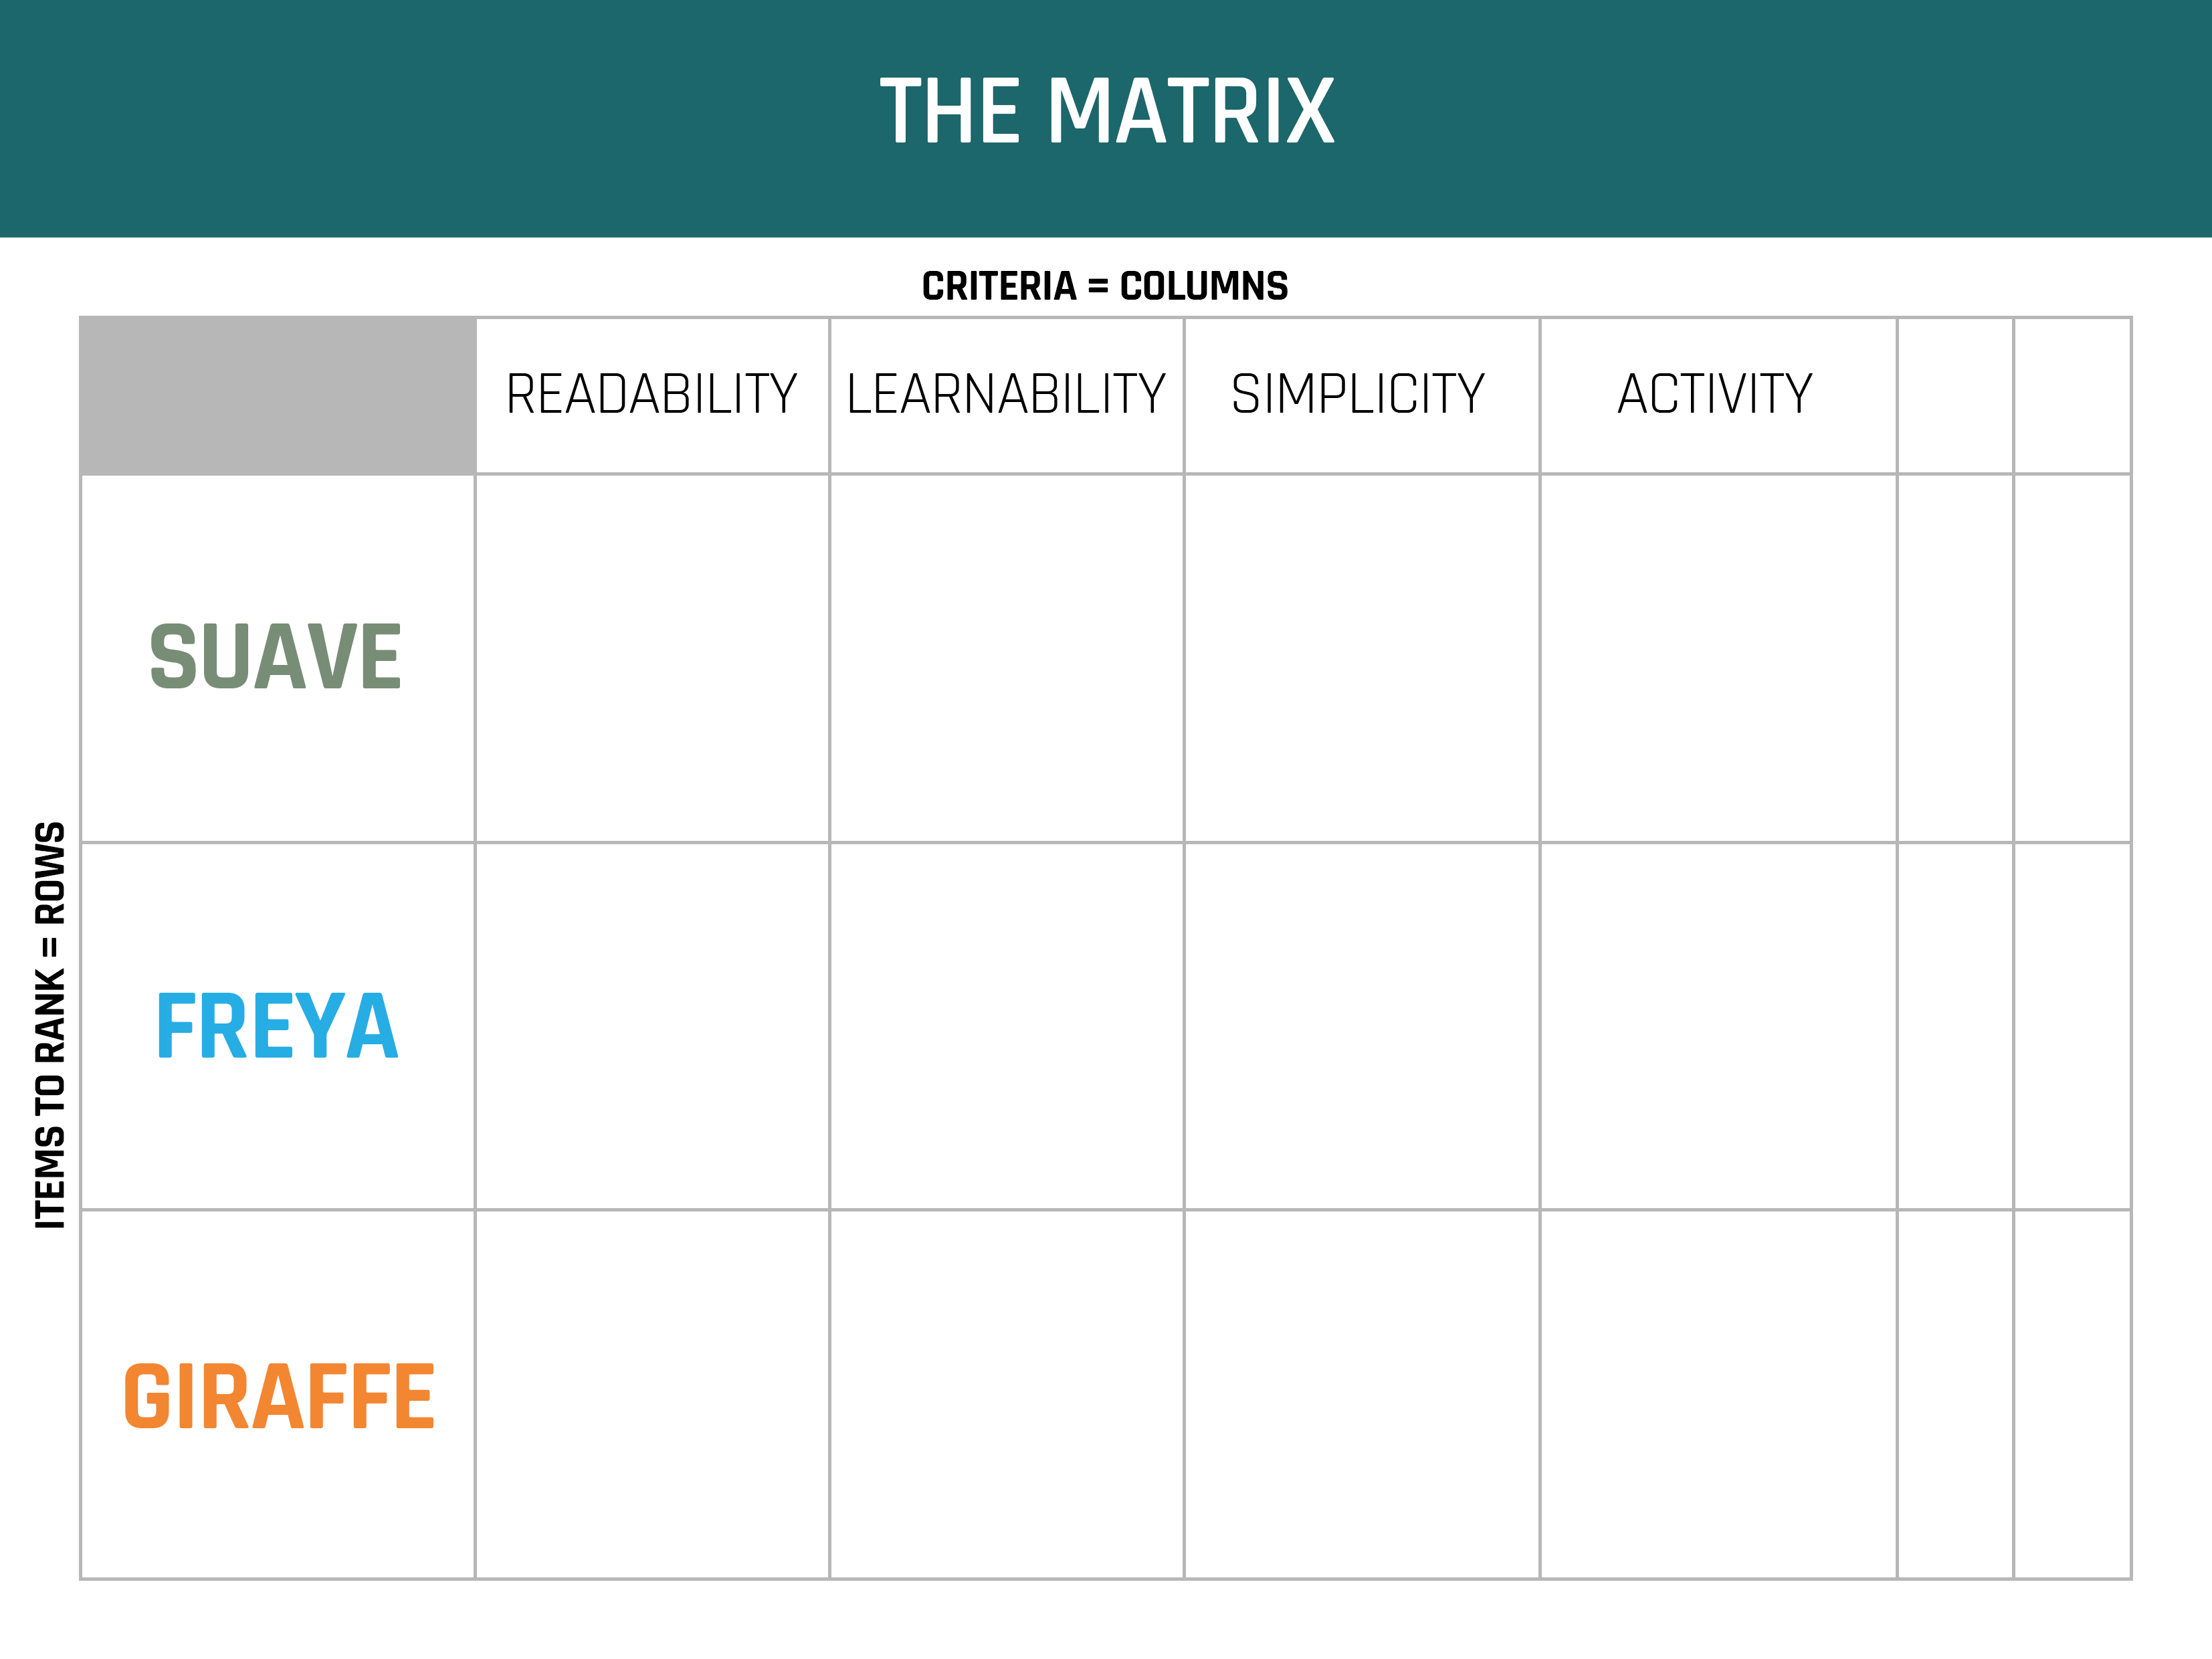 THE MATRIX
CRITERIA = COLUMNS
READABILITY
LEARNABILITY
SIMPLICITY
ACTIVITY
ITEMS TO RANK = ROWS
SUAVE
FREYA
GIRAFFE